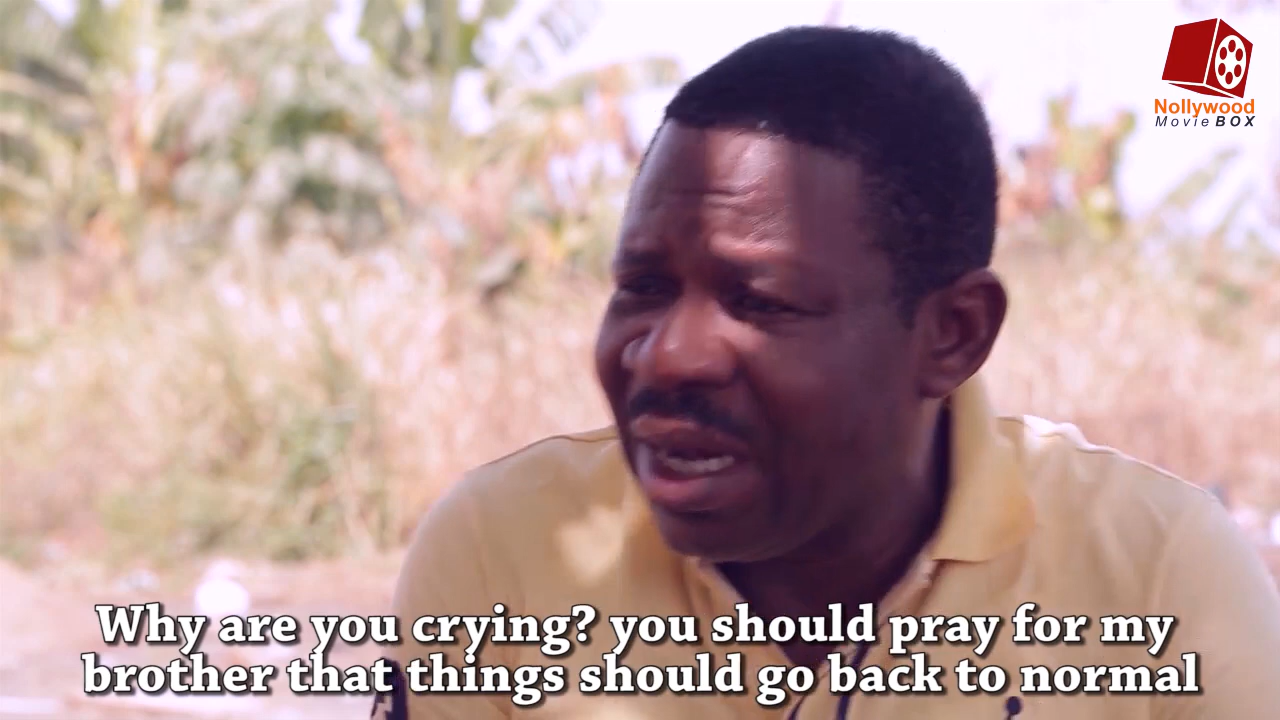 Nollywood
Movie BOX
Why are you crying? you should pray for my
brother that things should go back to normal